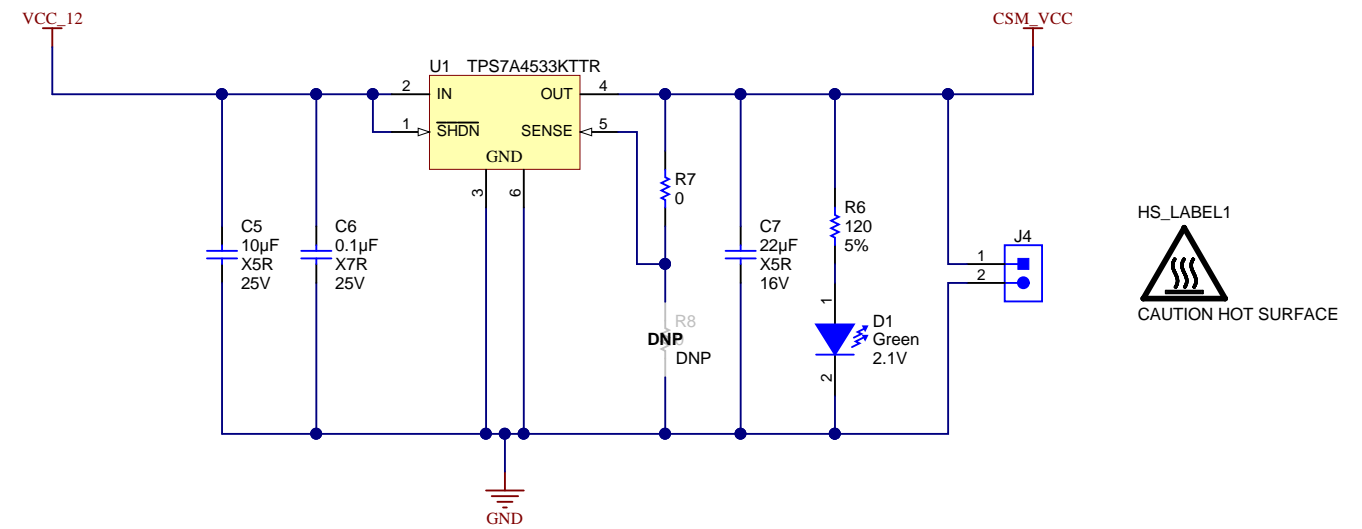 VCC_12
CSM_VCC
U1 TPS7A4533KTTR
2 IN OUT 4
1 SHDN SENSE 5
GND
3 6
C5
10µF
X5R
25V
C6
0.1µF
X7R
25V
R7
0
R8
DNP
DNP
C7
22µF
X5R
16V
R6
120
5%
1
D1
Green
2.1V
2
J4
1
2
HS_LABEL1
CAUTION HOT SURFACE
GND